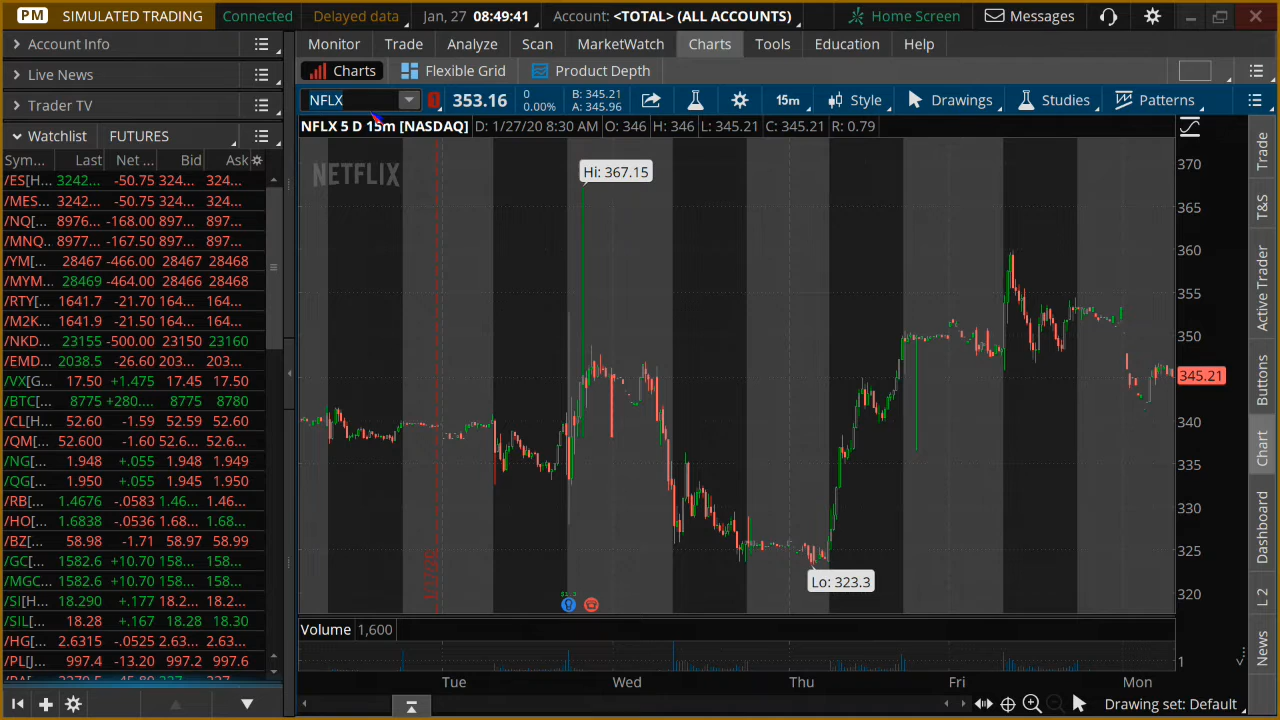 PM SIMULATED TRADING Connected Delayed data Jan, 27 08:49:41 Account: <TOTAL> (ALL ACCOUNTS) Home Screen Messages
Account Info
Live News
Trader TV
Watchlist FUTURES
Monitor Trade Analyze Scan MarketWatch Charts Tools Education Help
Charts Flexible Grid Product Depth
NFLX 353.16 0 0.00% B: 345.21 A: 345.96 15m Style Drawings Studies Patterns
NFLX 5 D 15m [NASDAQ] D: 1/27/20 8:30 AM O: 346 H: 346 L: 345.21 C: 345.21 R: 0.79
Sym... Last Net ... Bid Ask
/ES[H... 3242... -50.75 324... 324...
/MES... 3242... -50.75 324... 324...
/NQ[... 8976... -168.00 897... 897...
/MNQ... 8977... -167.50 897... 897...
/YM[... 28467 -466.00 28467 28468
/MYM... 28469 -464.00 28466 28468
/RTY[... 1641.7 -21.70 164... 164...
/M2K... 1641.9 -21.50 164... 164...
/NKD... 23155 -500.00 23150 23160
/EMD... 2038.5 -26.60 203... 203...
/VX[G... 17.50 +1.475 17.45 17.50
/BTC[... 8775 +280.... 8775 8780
/CL[H... 52.60 -1.59 52.59 52.60
/QM[... 52.600 -1.60 52.6... 52.6...
/NG[... 1.948 +.055 1.948 1.949
/QG[... 1.950 +.055 1.945 1.950
/RB[... 1.4676 -.0583 1.46... 1.46...
/HO[... 1.6838 -.0536 1.68... 1.68...
/BZ[... 58.98 -1.71 58.97 58.99
/GC[... 1582.6 +10.70 158... 158...
/MGC... 1582.6 +10.70 158... 158...
/SI[H... 18.290 +.177 18.2... 18.2...
/SIL[... 18.28 +.167 18.28 18.30
/HG[... 2.6315 -.0525 2.63... 2.63...
/PL[J... 997.4 -13.20 997.2 997.6
NETFLIX
Hi: 367.15
Lo: 323.3
370
365
360
355
350
345.21
340
335
330
325
320
Volume 1,600
1
Tue Wed Thu Fri Mon
Drawing set: Default
Trade
T&S
Active Trader
Buttons
Chart
Dashboard
L 2
News